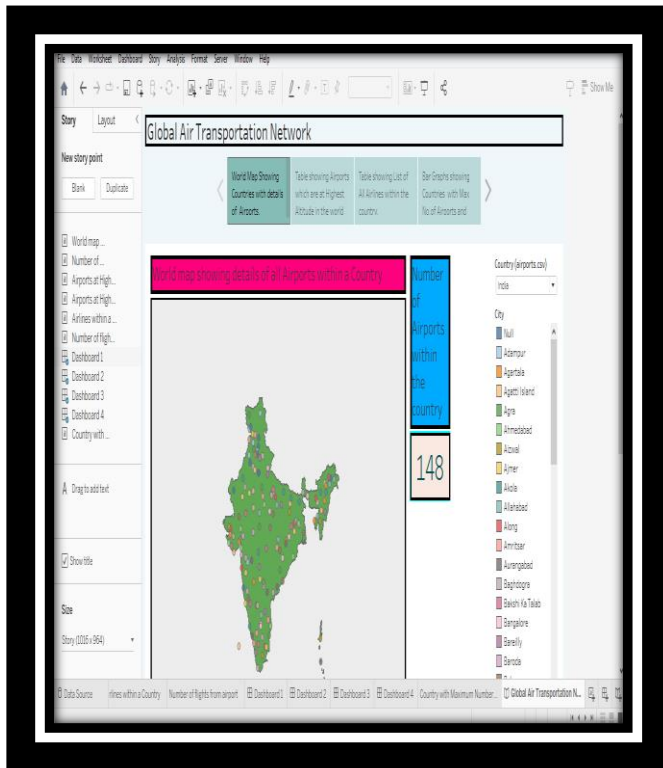 File Data Worksheet Dashboard Story Analysis Format Server Window Help
Show Me
Story Layout
New story point
Blank Duplicate
World map ...
Number of ...
Airports at High...
Airports at High...
Airlines within a ...
Number of fligh...
Dashboard 1
Dashboard 2
Dashboard 3
Dashboard 4
Country with ...
A Drag to add text
Show title
Size
Story (1016 x 964)
Global Air Transportation Network
World Map Showing
Countries with details
of Airports.
Table showing Airports
which are at Highest
Altitude in the world
Table showing List of
All Airlines within the
country.
Bar Graphs showing
Countries with Max
No. of Airports and
World map showing details of all Airports within a Country
Number
of
Airports
within
the
country
148
Country (airports.csv)
India
City
Null
Adampur
Agartala
Agatti Island
Agra
Ahmedabad
Aizwal
Ajmer
Akola
Allahabad
Along
Amritsar
Aurangabad
Baghdogra
Bakshi Ka Talab
Bangalore
Bareilly
Baroda
Data Source rlines within a Country Number of flights from airport Dashboard 1 Dashboard 2 Dashboard 3 Dashboard 4 Country with Maximum Number... Global Air Transportation N...